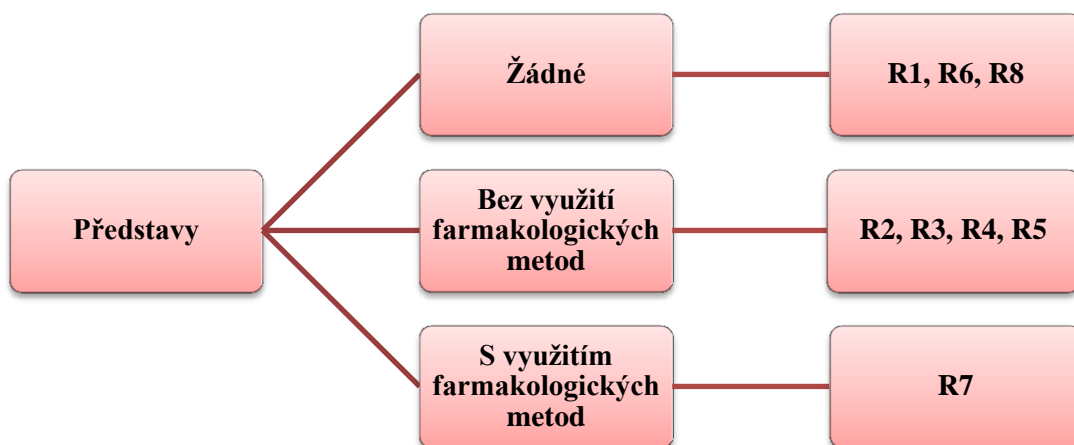 Žádné
R1, R6, R8
Představy
Bez využití
farmakologických
metod
R2, R3, R4, R5
S využitím
farmakologických
metod
R7